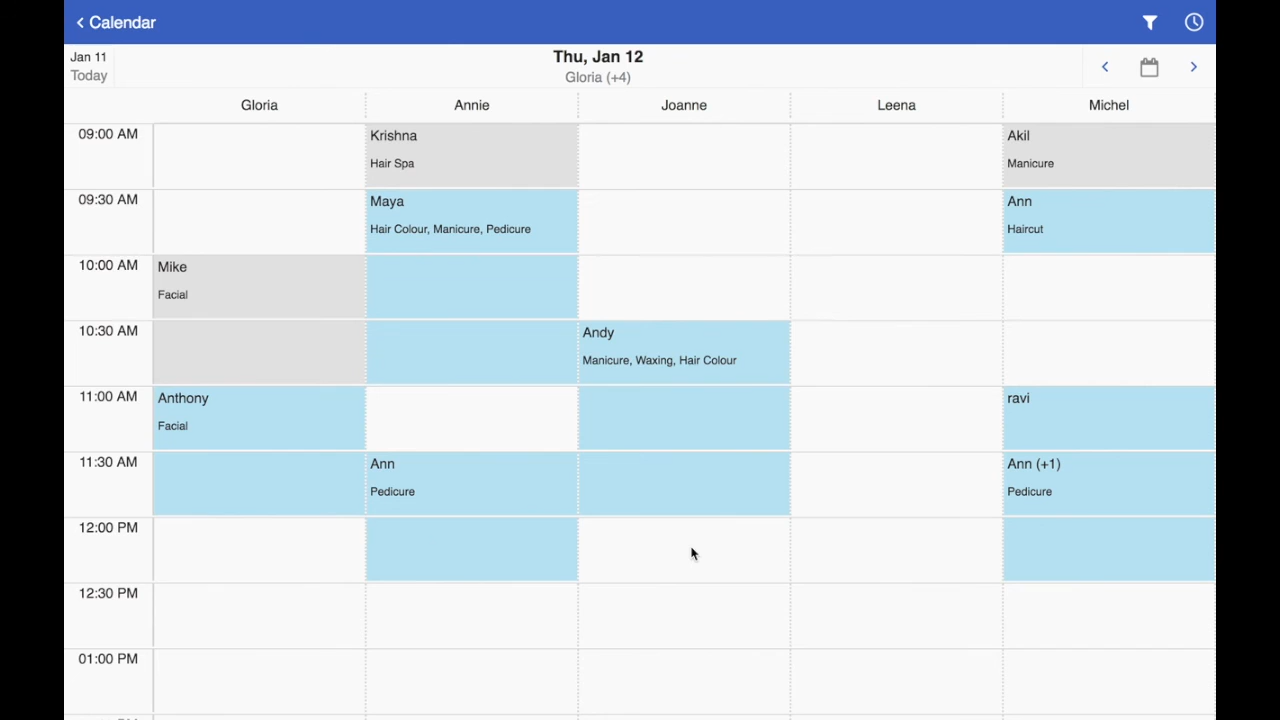 Calendar
Jan 11
Today
Thu, Jan 12
Gloria (+4)
Gloria Annie Joanne Leena Michel
09:00 AM
Krishna
Hair Spa
Akil
Manicure
09:30 AM
Maya
Hair Colour, Manicure, Pedicure
Ann
Haircut
10:00 AM
Mike
Facial
10:30 AM
Andy
Manicure, Waxing, Hair Colour
11:00 AM
Anthony
Facial
ravi
11:30 AM
Ann
Pedicure
Ann (+1)
Pedicure
12:00 PM
12:30 PM
01:00 PM